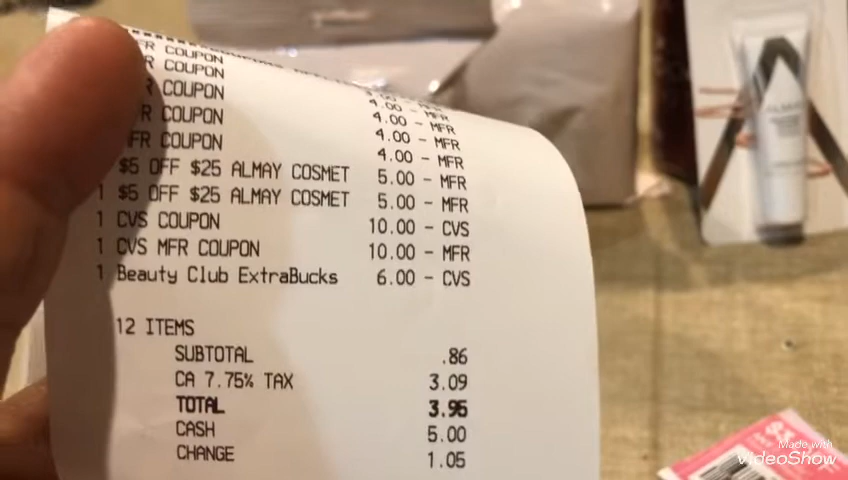 FR COUPON
R COUPON
R COUPON 4.00 - MFR
R COUPON 4.00 - MFR
FR COUPON 4.00 - MFR
4.00 - MFR
$5 OFF $25 ALMAY COSMET 5.00 - MFR
1 $5 OFF $25 ALMAY COSMET 5.00 - MFR
1 CVS COUPON 10.00 - CVS
1 CVS MFR COUPON 10.00 - MFR
1 Beauty Club ExtraBucks 6.00 - CVS
12 ITEMS
SUBTOTAL .86
CA 7.75% TAX 3.09
TOTAL 3.95
CASH 5.00
CHANGE 1.05
ALMAY
Made with
VideoShow